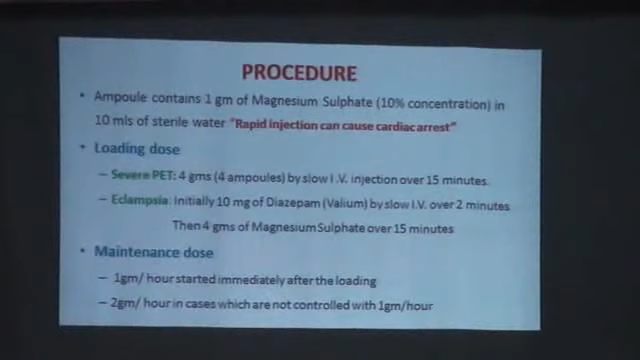 PROCEDURE
• Ampoule contains 1 gm of Magnesium Sulphate (10% concentration) in
10 mls of sterile water "Rapid injection can cause cardiac arrest"
• Loading dose
– Severe PET: 4 gms (4 ampoules) by slow I.V. injection over 15 minutes.
– Eclampsia: Initially 10 mg of Diazepam (Valium) by slow I.V. over 2 minutes
Then 4 gms of Magnesium Sulphate over 15 minutes
• Maintenance dose
– 1gm/ hour started immediately after the loading
– 2gm/ hour in cases which are not controlled with 1gm/hour